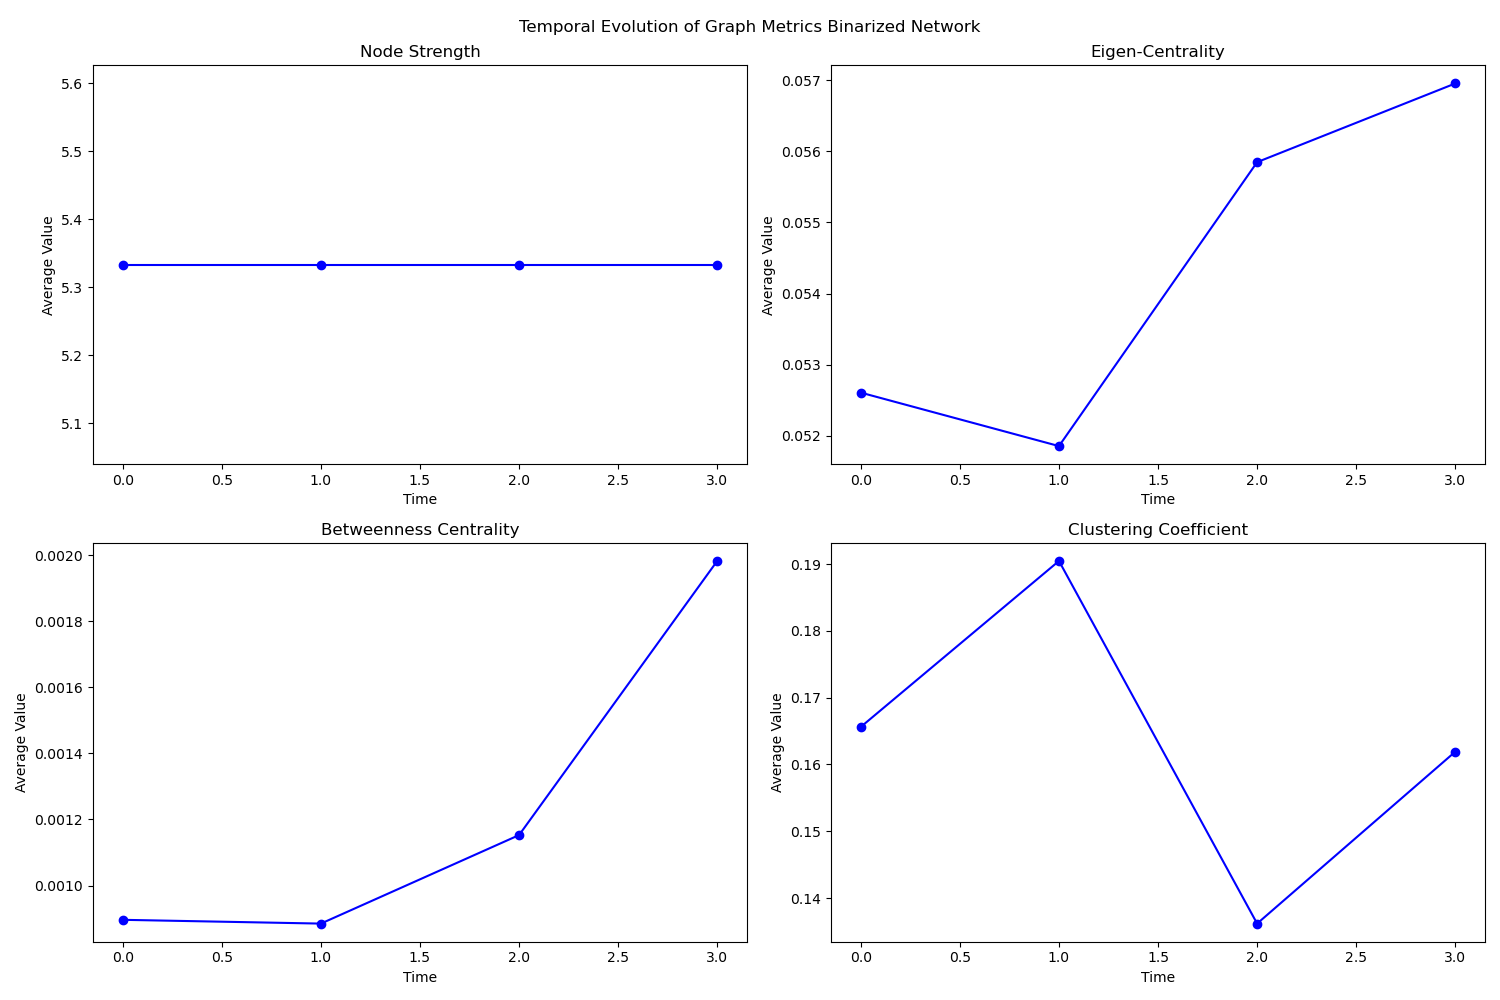 Temporal Evolution of Graph Metrics Binarized Network
Node Strength
Average Value
5.6
5.5
5.4
5.3
5.2
5.1
0.0 0.5 1.0 1.5 2.0 2.5 3.0
Time
Eigen-Centrality
Average Value
0.057
0.056
0.055
0.054
0.053
0.052
0.0 0.5 1.0 1.5 2.0 2.5 3.0
Time
Betweenness Centrality
Average Value
0.0020
0.0018
0.0016
0.0014
0.0012
0.0010
0.0 0.5 1.0 1.5 2.0 2.5 3.0
Time
Clustering Coefficient
Average Value
0.19
0.18
0.17
0.16
0.15
0.14
0.0 0.5 1.0 1.5 2.0 2.5 3.0
Time